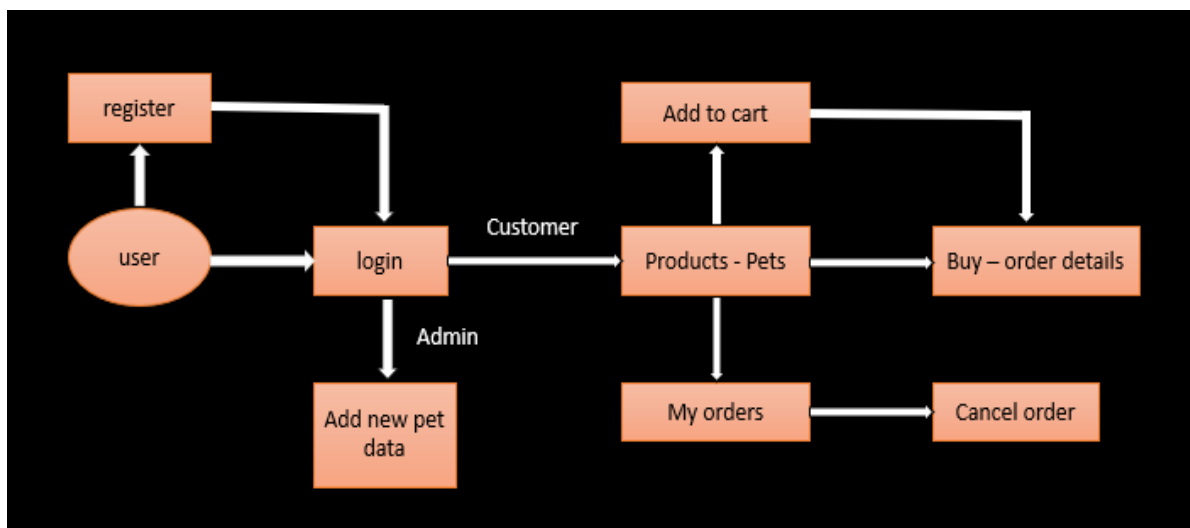 register
Add to cart
user
login
Customer
Products - Pets
Buy – order details
Admin
Add new pet
data
My orders
Cancel order